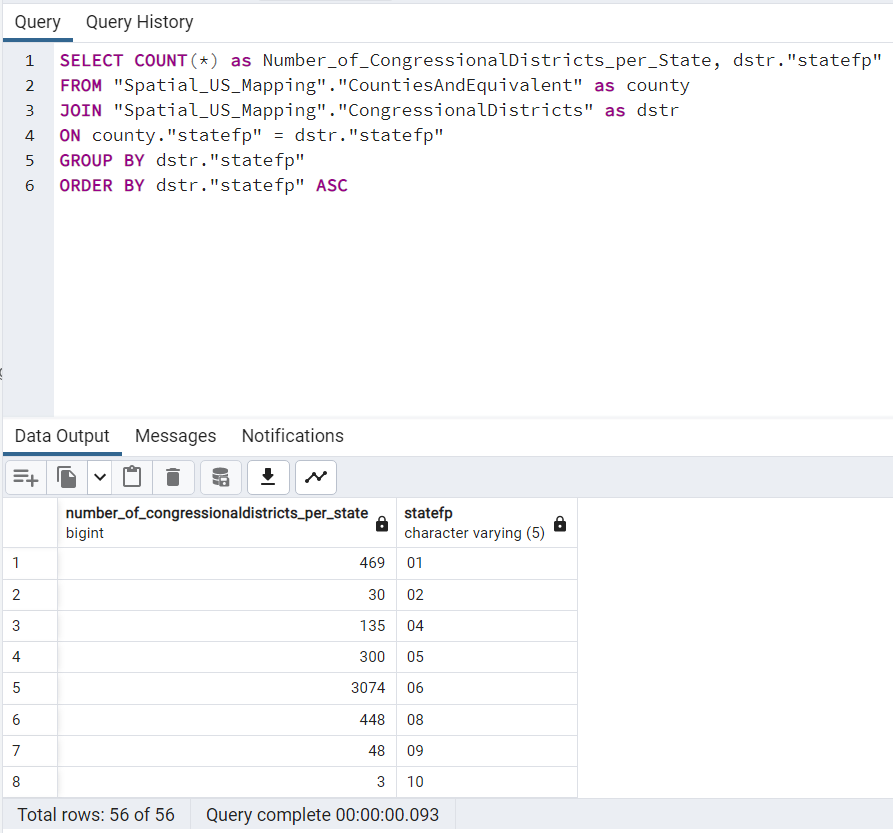 Query Query History
1 SELECT COUNT(*) as Number_of_CongressionalDistricts_per_State, dstr."statefp"
2 FROM "Spatial_US_Mapping"."CountiesAndEquivalent" as county
3 JOIN "Spatial_US_Mapping"."CongressionalDistricts" as dstr
4 ON county."statefp" = dstr."statefp"
5 GROUP BY dstr."statefp"
6 ORDER BY dstr."statefp" ASC
Data Output Messages Notifications
number_of_congressionaldistricts_per_state statefp
bigint character varying (5)
1 469 01
2 30 02
3 135 04
4 300 05
5 3074 06
6 448 08
7 48 09
8 3 10
Total rows: 56 of 56 Query complete 00:00:00.093